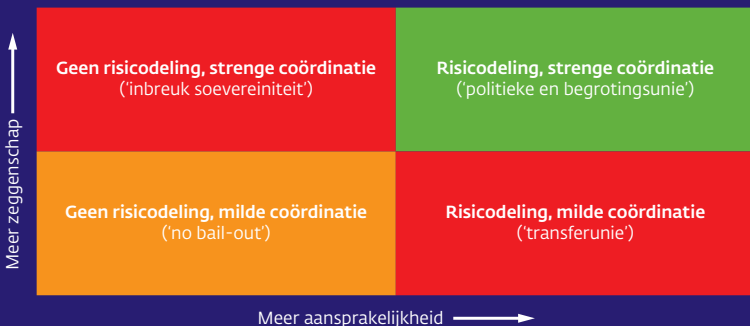 Meer zeggenschap
Geen risicodeling, strenge coördinatie
('inbreuk soevereiniteit')
Risicodeling, strenge coördinatie
('politieke en begrotingsunie')
Geen risicodeling, milde coördinatie
('no bail-out')
Risicodeling, milde coördinatie
('transferunie')
Meer aansprakelijkheid